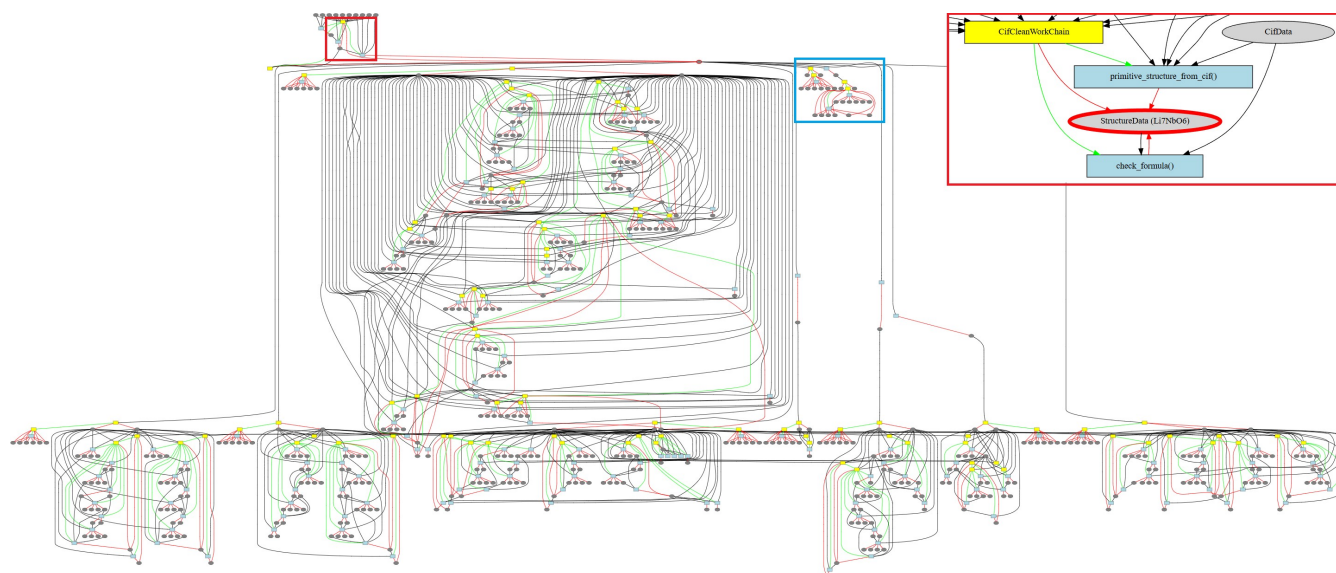 CifCleanWorkChain
CifData
primitive_structure_from_cif()
StructureData (Li7NbO6)
check_formula()